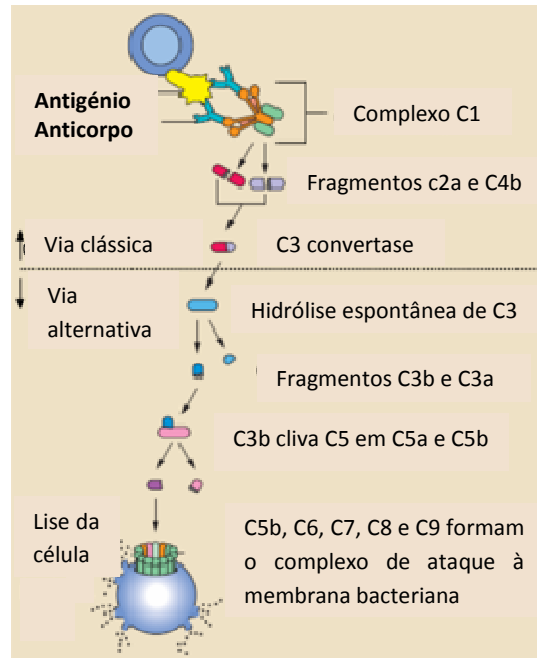 Antigénio
Anticorpo
Complexo C1
Fragmentos c2a e C4b
Via clássica
C3 convertase
Via
alternativa
Hidrólise espontânea de C3
Fragmentos C3b e C3a
C3b cliva C5 em C5a e C5b
Lise da
célula
C5b, C6, C7, C8 e C9 formam
o complexo de ataque à
membrana bacteriana